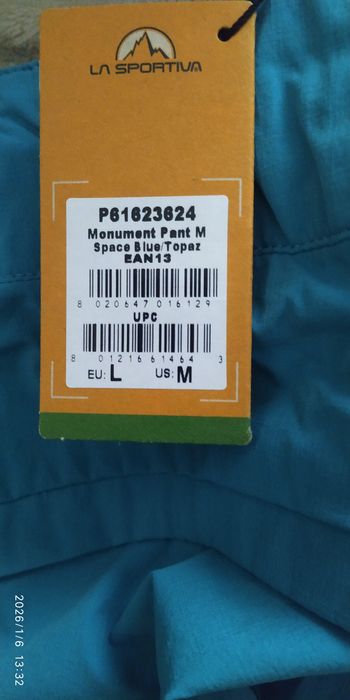 LA SPORTIVA
P61623624
Monument Pant M
Space Blue/Topaz
EAN13
8 020647 016129
UPC
8 01216 61464 3
EU: L US: M
2026/1/6 13:32